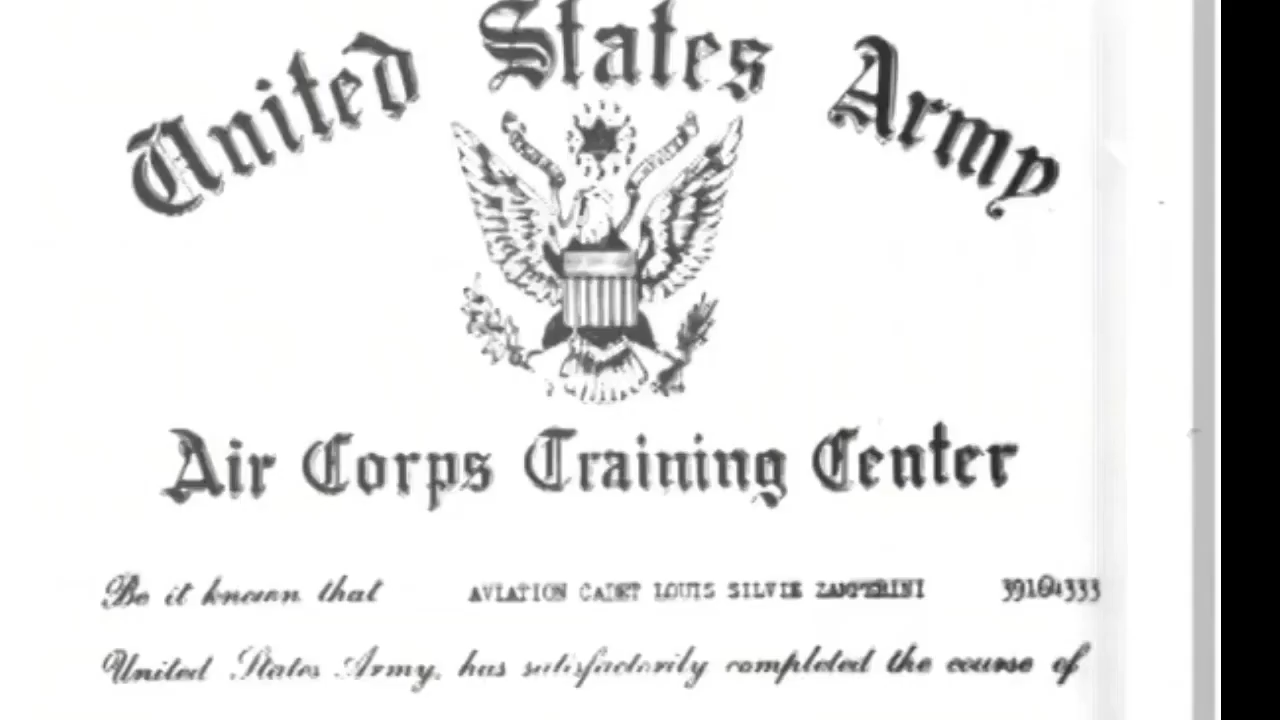 United States Army
Air Corps Training Center
Be it known that AVIATION CADET LOUIS SILVIE ZAMPERINI 39104333
United States Army, has satisfactorily completed the course of